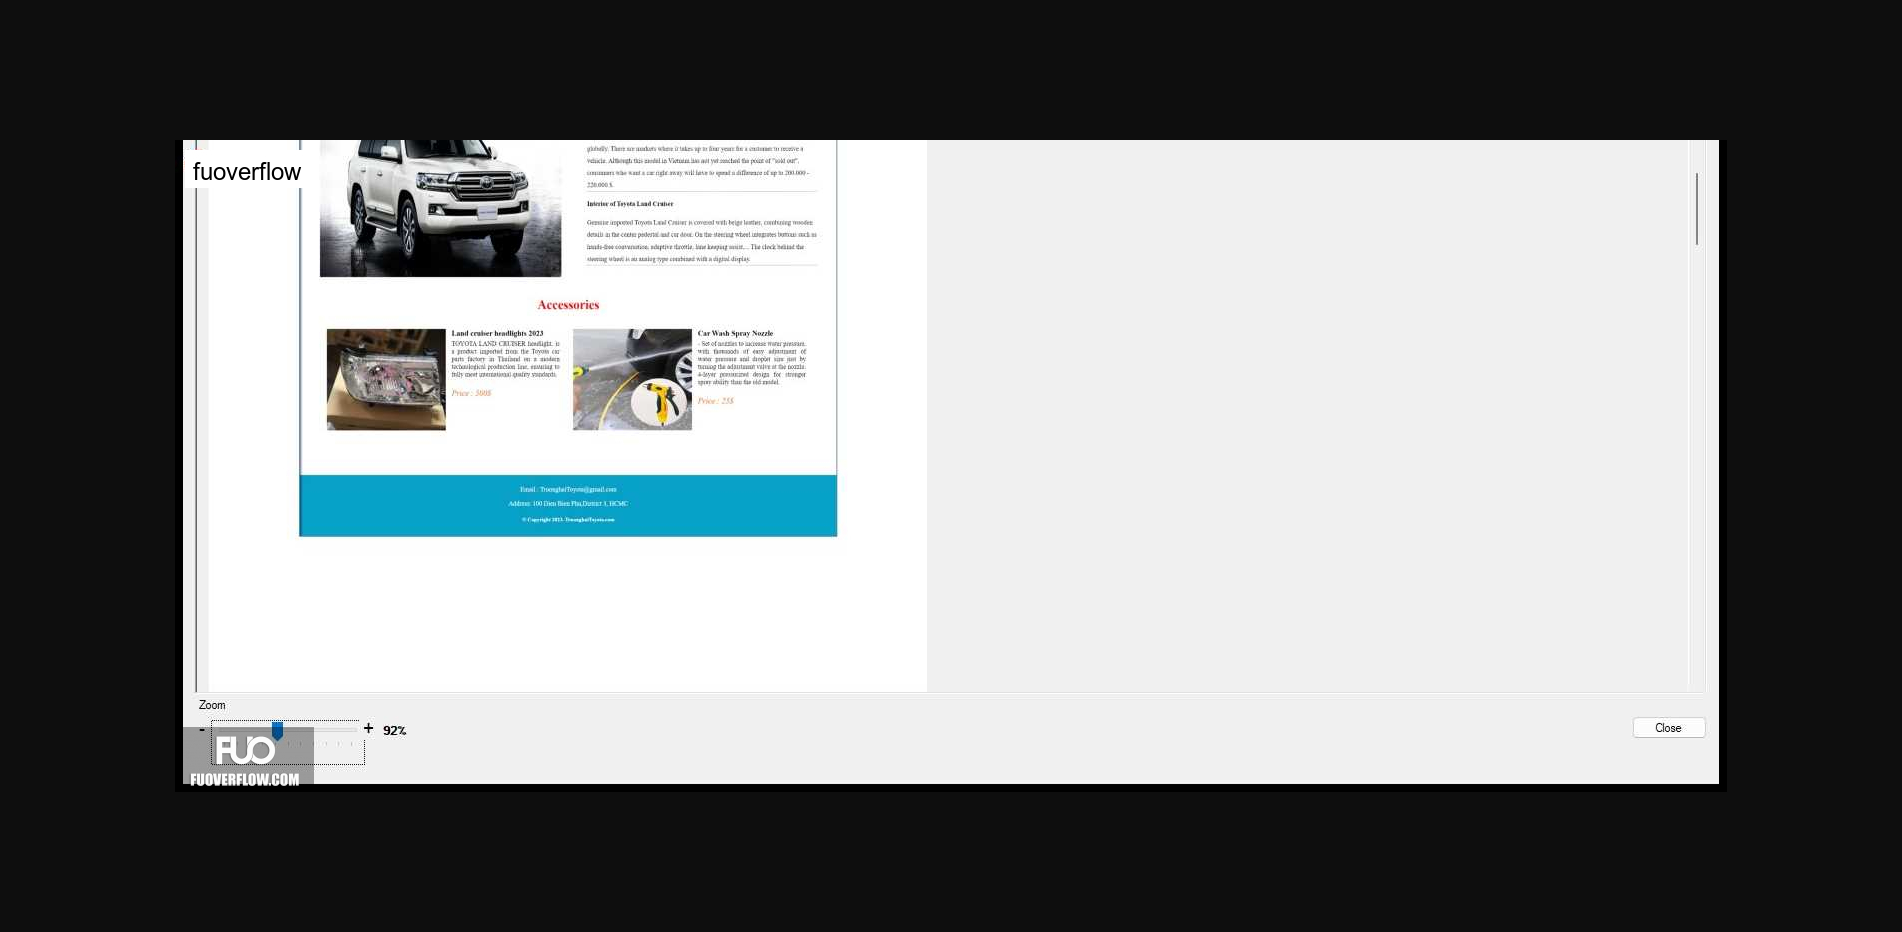 globally. There are markets where it takes up to four years for a customer to receive a
fuoverflow
vehicle. Although this model in Vietnam has not yet reached the point of "sold out",
consumers who want a car right away will have to spend a difference of up to 200.000 -
220.000 $.
Interior of Toyota Land Cruiser
Genuine imported Toyota Land Cruiser is covered with beige leather, combining wooden
details in the center pedestal and car door. On the steering wheel integrates buttons such as
hands-free conversation, adaptive throttle, lane keeping assist,... The clock behind the
steering wheel is an analog type combined with a digital display.
Accessories
Land cruiser headlights 2023
TOYOTA LAND CRUISER headlight, is
a product imported from the Toyota car
parts factory in Thailand on a modern
technological production line, ensuring to
fully meet international quality standards.
Price : 500$
Car Wash Spray Nozzle
- Set of nozzles to increase water pressure,
with thousands of easy adjustment of
water pressure and droplet size just by
turning the adjustment valve at the nozzle.
4-layer pressurized design for stronger
spray ability than the old model.
Price : 25$
Email : TruonghaiToyota@gmail.com
Address: 100 Dien Bien Phu,District 3, HCMC
© Copyright 2023. TruonghaiToyota.com
Zoom
- + 92%
Close
FUO
FUOVERFLOW.COM